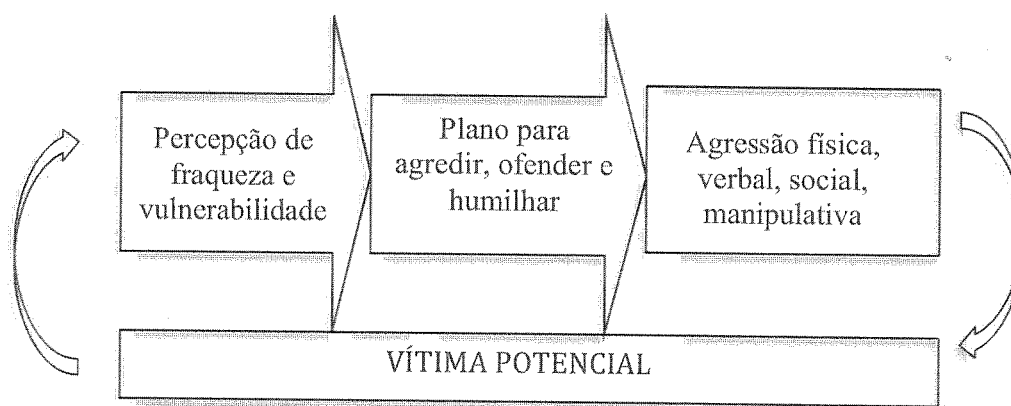 Percepção de
fraqueza e
vulnerabilidade
Plano para
agredir, ofender e
humilhar
Agressão física,
verbal, social,
manipulativa
VÍTIMA POTENCIAL